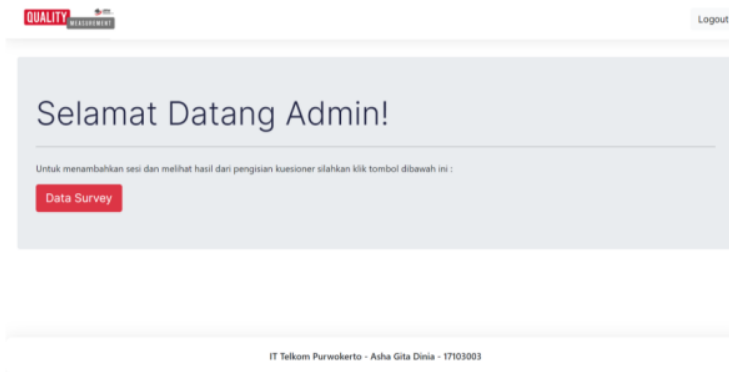 QUALITY
MEASUREMENT
Logout
Selamat Datang Admin!
Untuk menambahkan sesi dan melihat hasil dari pengisian kuesioner silahkan klik tombol dibawah ini :
Data Survey
IT Telkom Purwokerto - Asha Gita Dinia - 17103003